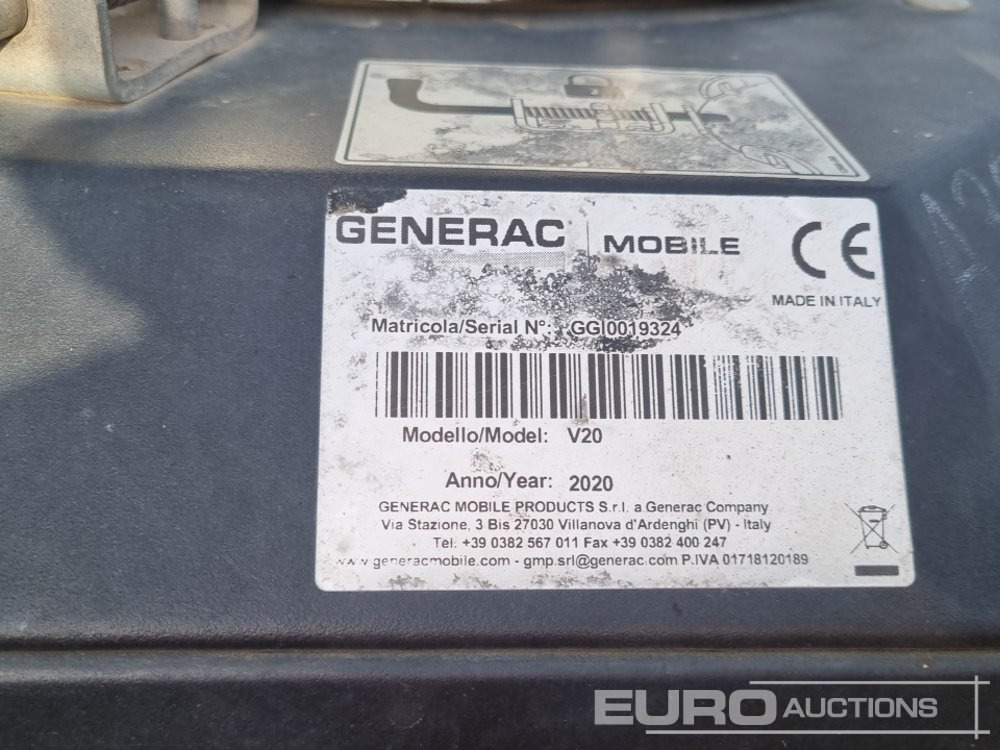 GENERAC MOBILE
CE
MADE IN ITALY
Matricola/Serial N°: GGI0019324
Modello/Model: V20
Anno/Year: 2020
GENERAC MOBILE PRODUCTS S.r.l. a Generac Company
Via Stazione, 3 Bis 27030 Villanova d'Ardenghi (PV) - Italy
Tel. +39 0382 567 011 Fax +39 0382 400 247
www.generacmobile.com - gmp.srl@generac.com P.IVA 01718120189
EURO AUCTIONS